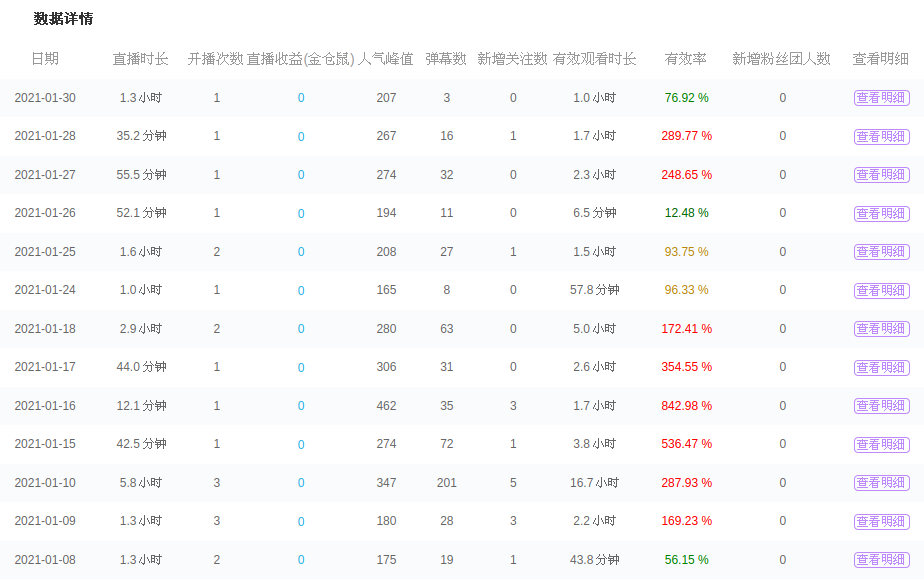 数据详情
日期 直播时长 开播次数 直播收益(金仓鼠) 人气峰值 弹幕数 新增关注数 有效观看时长 有效率 新增粉丝团人数 查看明细
2021-01-30 1.3 小时 1 0 207 3 0 1.0 小时 76.92 % 0 查看明细
2021-01-28 35.2 分钟 1 0 267 16 1 1.7 小时 289.77 % 0 查看明细
2021-01-27 55.5 分钟 1 0 274 32 0 2.3 小时 248.65 % 0 查看明细
2021-01-26 52.1 分钟 1 0 194 11 0 6.5 分钟 12.48 % 0 查看明细
2021-01-25 1.6 小时 2 0 208 27 1 1.5 小时 93.75 % 0 查看明细
2021-01-24 1.0 小时 1 0 165 8 0 57.8 分钟 96.33 % 0 查看明细
2021-01-18 2.9 小时 2 0 280 63 0 5.0 小时 172.41 % 0 查看明细
2021-01-17 44.0 分钟 1 0 306 31 0 2.6 小时 354.55 % 0 查看明细
2021-01-16 12.1 分钟 1 0 462 35 3 1.7 小时 842.98 % 0 查看明细
2021-01-15 42.5 分钟 1 0 274 72 1 3.8 小时 536.47 % 0 查看明细
2021-01-10 5.8 小时 3 0 347 201 5 16.7 小时 287.93 % 0 查看明细
2021-01-09 1.3 小时 3 0 180 28 3 2.2 小时 169.23 % 0 查看明细
2021-01-08 1.3 小时 2 0 175 19 1 43.8 分钟 56.15 % 0 查看明细